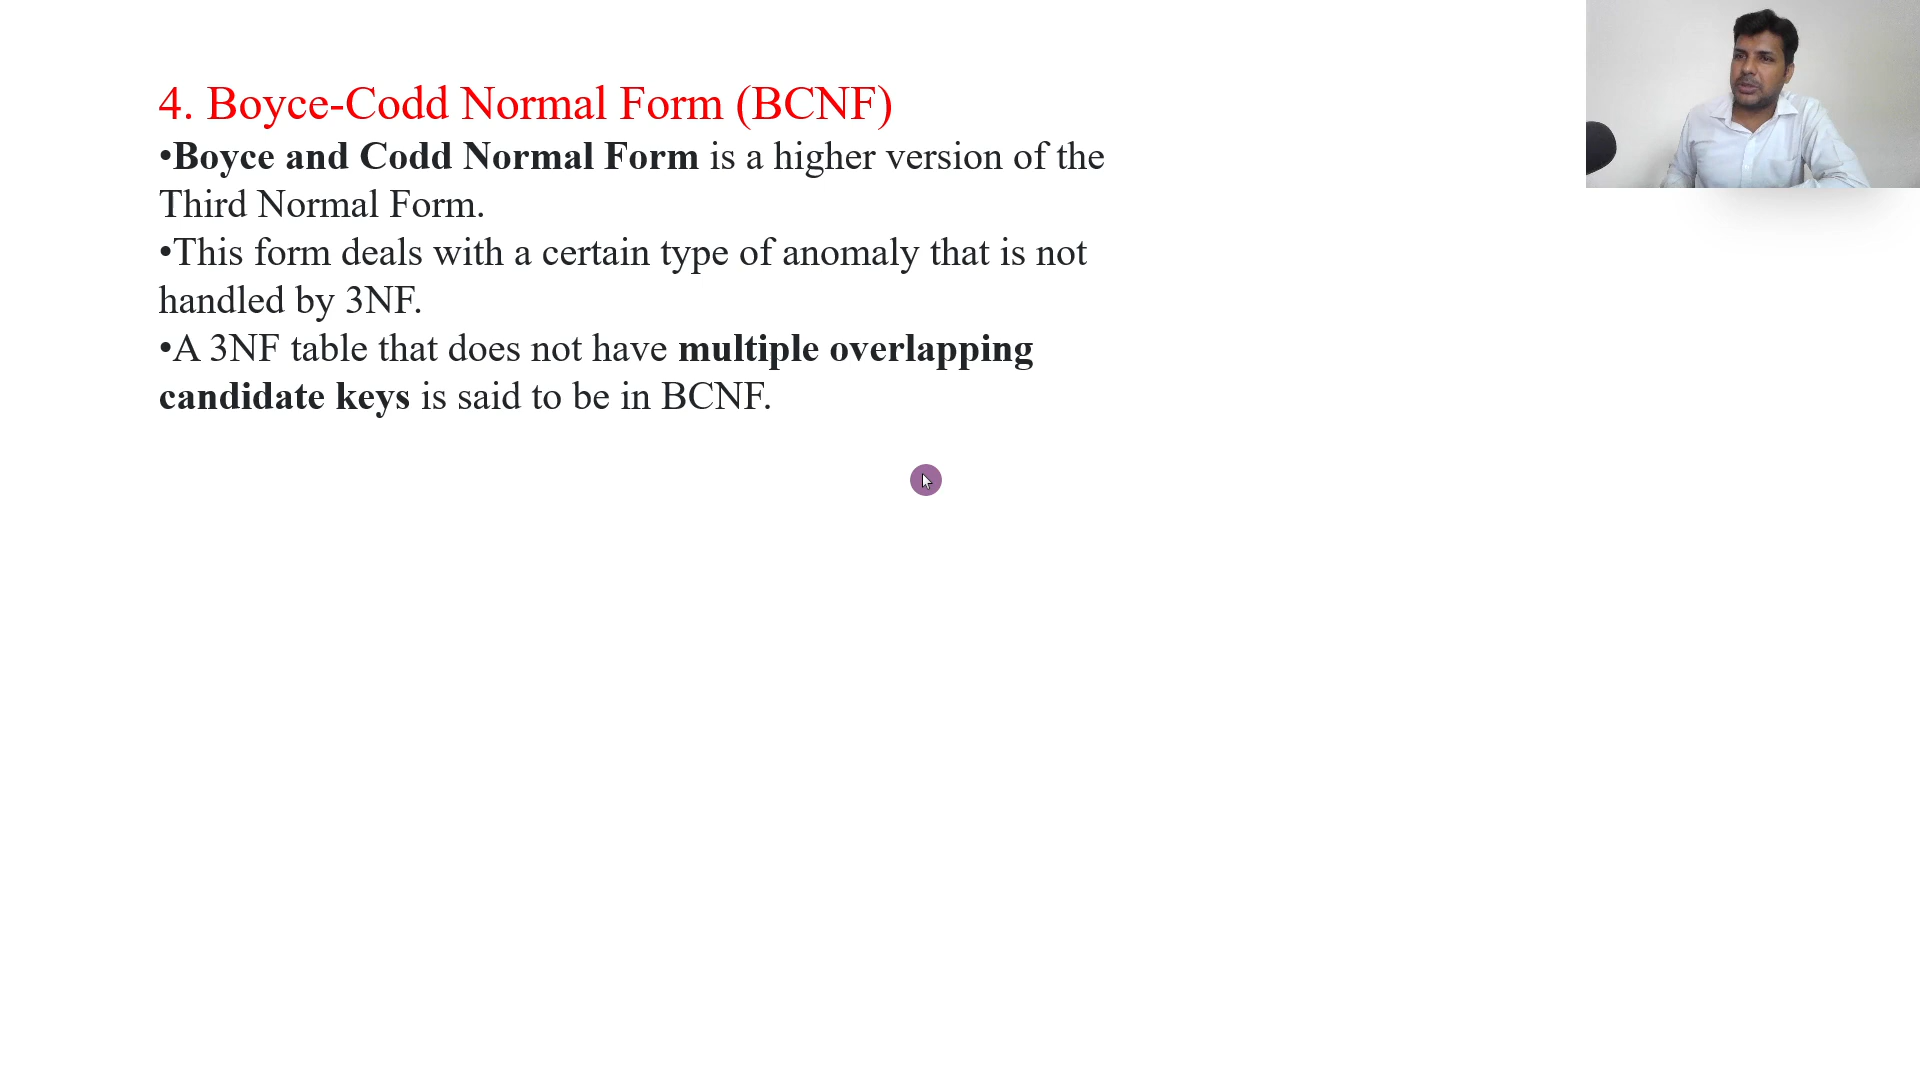 4. Boyce-Codd Normal Form (BCNF)
•Boyce and Codd Normal Form is a higher version of the
Third Normal Form.
•This form deals with a certain type of anomaly that is not
handled by 3NF.
•A 3NF table that does not have multiple overlapping
candidate keys is said to be in BCNF.